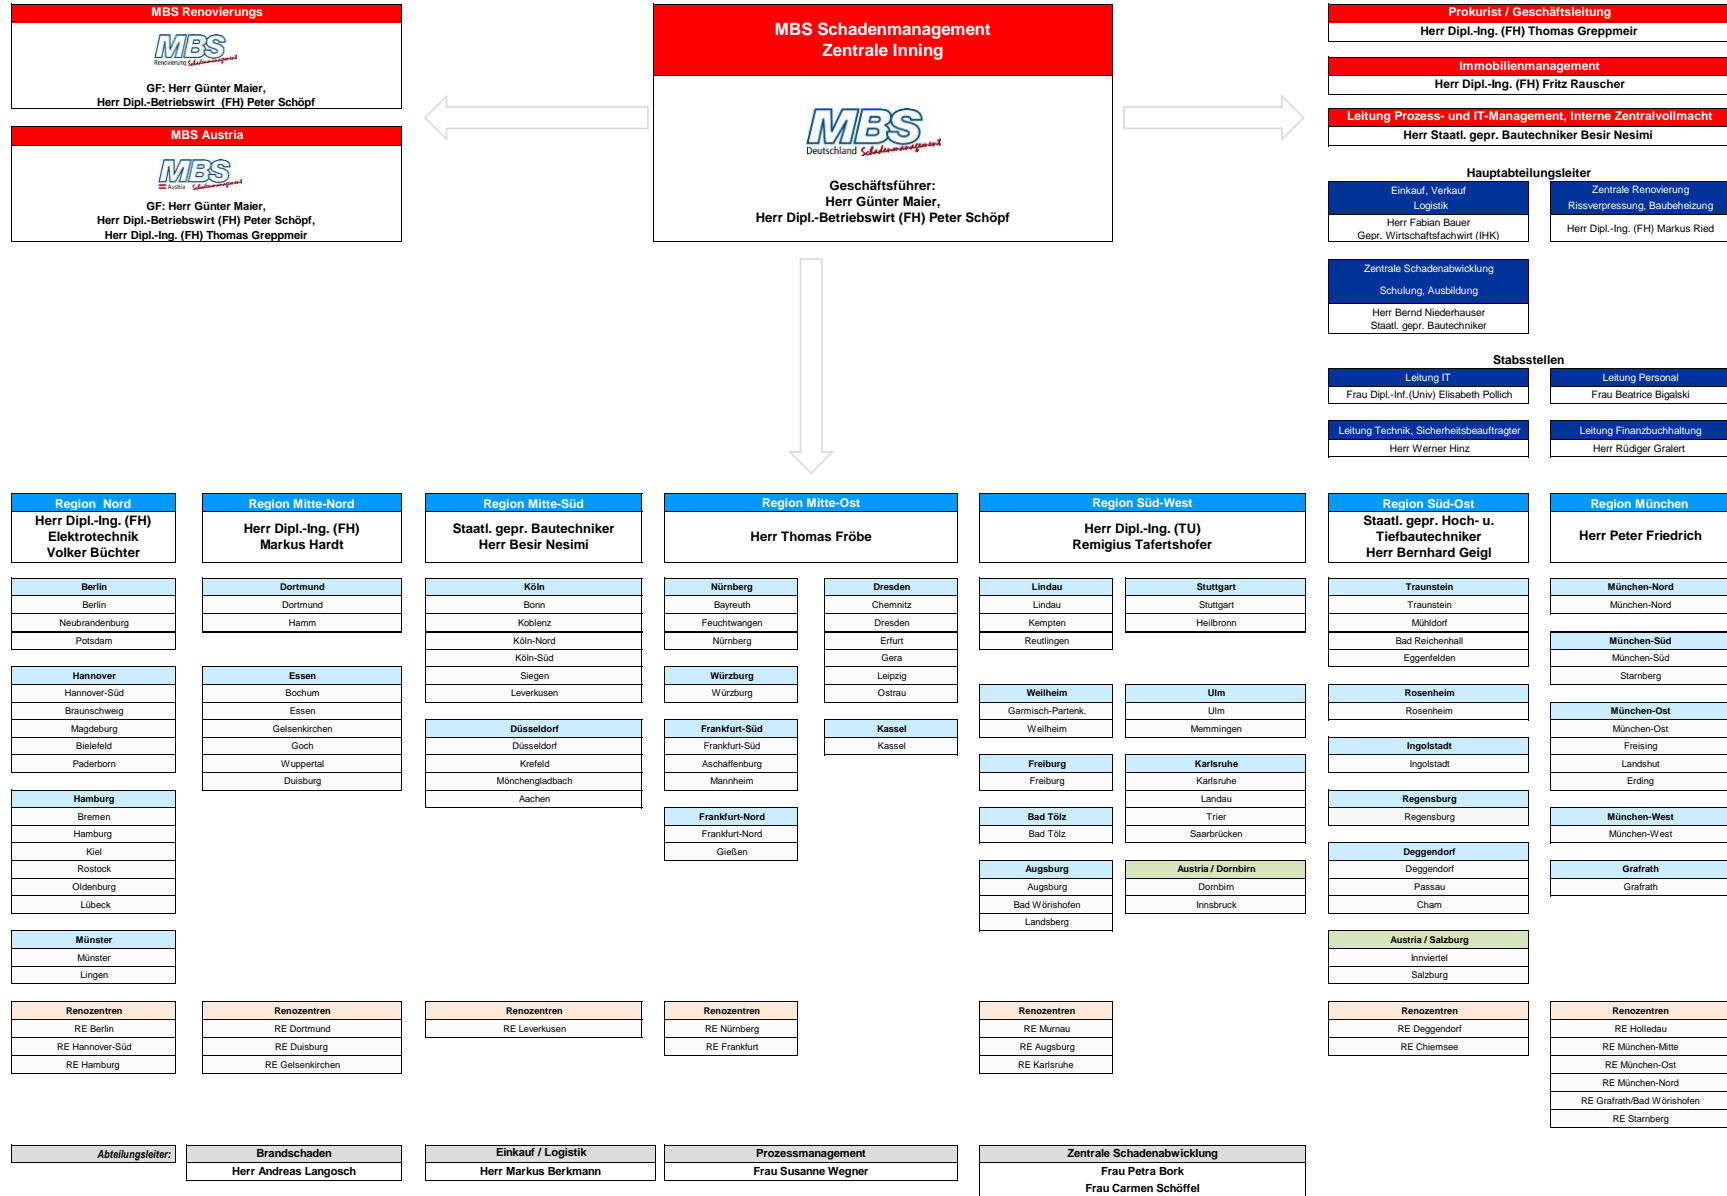 MBS Renovierungs
MBS
Renovierung Schadenmanagement
GF: Herr Günter Maier,
Herr Dipl.-Betriebswirt (FH) Peter Schöpf
MBS Austria
MBS
Austria Schadenmanagement
GF: Herr Günter Maier,
Herr Dipl.-Betriebswirt (FH) Peter Schöpf,
Herr Dipl.-Ing. (FH) Thomas Greppmeir
MBS Schadenmanagement
Zentrale Inning
MBS
Deutschland Schadenmanagement
Geschäftsführer:
Herr Günter Maier,
Herr Dipl.-Betriebswirt (FH) Peter Schöpf
Prokurist / Geschäftsleitung
Herr Dipl.-Ing. (FH) Thomas Greppmeir
Immobilienmanagement
Herr Dipl.-Ing. (FH) Fritz Rauscher
Leitung Prozess- und IT-Management, Interne Zentralvollmacht
Herr Staatl. gepr. Bautechniker Besir Nesimi
Hauptabteilungsleiter
Einkauf, Verkauf
Logistik
Herr Fabian Bauer
Gepr. Wirtschaftsfachwirt (IHK)
Zentrale Renovierung
Rissverpressung, Baubeheizung
Herr Dipl.-Ing. (FH) Markus Ried
Zentrale Schadenabwicklung
Schulung, Ausbildung
Herr Bernd Niederhauser
Staatl. gepr. Bautechniker
Stabsstellen
Leitung IT
Frau Dipl.-Inf.(Univ) Elisabeth Pollich
Leitung Personal
Frau Beatrice Bigalski
Leitung Technik, Sicherheitsbeauftragter
Herr Werner Hinz
Leitung Finanzbuchhaltung
Herr Rüdiger Gralert
Region Nord
Herr Dipl.-Ing. (FH)
Elektrotechnik
Volker Büchter
Berlin
Berlin
Neubrandenburg
Potsdam
Hannover
Hannover-Süd
Braunschweig
Magdeburg
Bielefeld
Paderborn
Hamburg
Bremen
Hamburg
Kiel
Rostock
Oldenburg
Lübeck
Münster
Münster
Lingen
Renozentren
RE Berlin
RE Hannover-Süd
RE Hamburg
Region Mitte-Nord
Herr Dipl.-Ing. (FH)
Markus Hardt
Dortmund
Dortmund
Hamm
Essen
Bochum
Essen
Gelsenkirchen
Goch
Wuppertal
Duisburg
Renozentren
RE Dortmund
RE Duisburg
RE Gelsenkirchen
Region Mitte-Süd
Staatl. gepr. Bautechniker
Herr Besir Nesimi
Köln
Bonn
Koblenz
Köln-Nord
Köln-Süd
Siegen
Leverkusen
Düsseldorf
Düsseldorf
Krefeld
Mönchengladbach
Aachen
Renozentren
RE Leverkusen
Region Mitte-Ost
Herr Thomas Fröbe
Nürnberg
Bayreuth
Feuchtwangen
Nürnberg
Würzburg
Würzburg
Frankfurt-Süd
Frankfurt-Süd
Aschaffenburg
Mannheim
Frankfurt-Nord
Frankfurt-Nord
Gießen
Dresden
Chemnitz
Dresden
Erfurt
Gera
Leipzig
Ostrau
Kassel
Kassel
Renozentren
RE Nürnberg
RE Frankfurt
Region Süd-West
Herr Dipl.-Ing. (TU)
Remigius Tafertshofer
Lindau
Lindau
Kempten
Reutlingen
Weilheim
Garmisch-Partenk.
Weilheim
Freiburg
Freiburg
Bad Tölz
Bad Tölz
Augsburg
Augsburg
Bad Wörishofen
Landsberg
Stuttgart
Stuttgart
Heilbronn
Ulm
Ulm
Memmingen
Karlsruhe
Karlsruhe
Landau
Trier
Saarbrücken
Austria / Dornbirn
Dornbirn
Innsbruck
Renozentren
RE Murnau
RE Augsburg
RE Karlsruhe
Region Süd-Ost
Staatl. gepr. Hoch- u.
Tiefbautechniker
Herr Bernhard Geigl
Traunstein
Traunstein
Mühldorf
Bad Reichenhall
Eggenfelden
Rosenheim
Rosenheim
Ingolstadt
Ingolstadt
Regensburg
Regensburg
Deggendorf
Deggendorf
Passau
Cham
Austria / Salzburg
Innviertel
Salzburg
Renozentren
RE Deggendorf
RE Chiemsee
Region München
Herr Peter Friedrich
München-Nord
München-Nord
München-Süd
München-Süd
Starnberg
München-Ost
München-Ost
Freising
Landshut
Erding
München-West
München-West
Grafrath
Grafrath
Renozentren
RE Holledau
RE München-Mitte
RE München-Ost
RE München-Nord
RE Grafrath/Bad Wörishofen
RE Starnberg
Abteilungsleiter:
Brandschaden
Herr Andreas Langosch
Einkauf / Logistik
Herr Markus Berkmann
Prozessmanagement
Frau Susanne Wegner
Zentrale Schadenabwicklung
Frau Petra Bork
Frau Carmen Schöffel